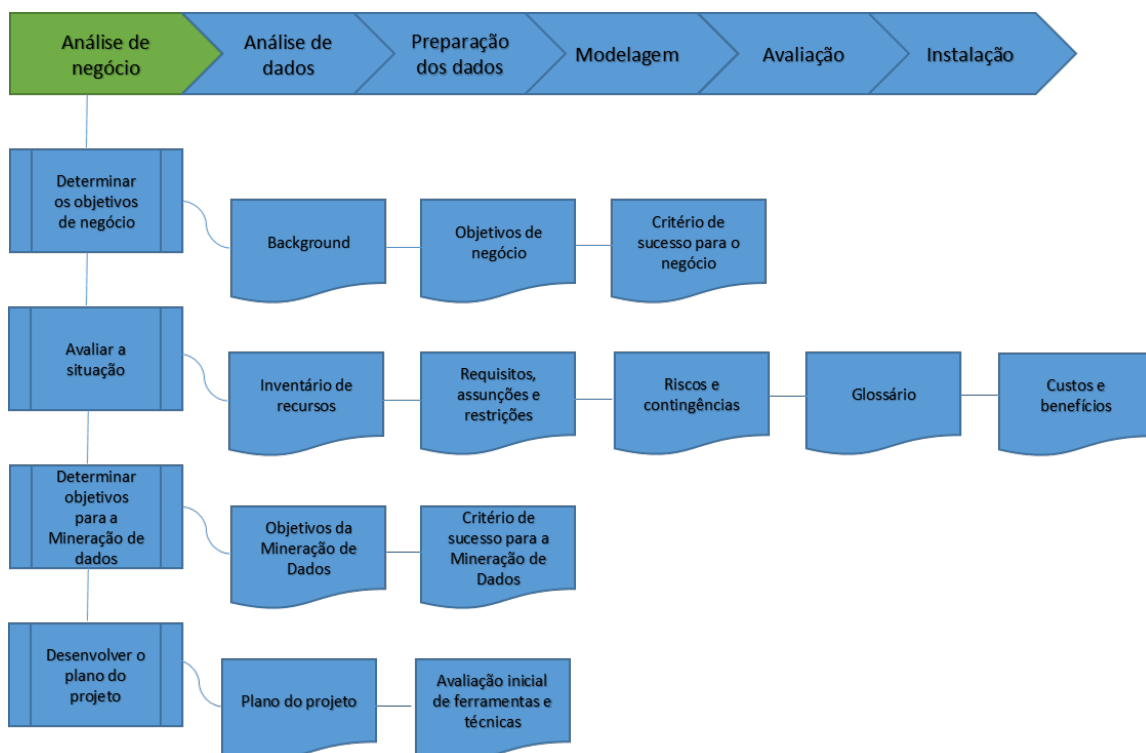 Análise de
negócio
Análise de
dados
Preparação
dos dados
Modelagem
Avaliação
Instalação
Determinar
os objetivos
de negócio
Background
Objetivos de
negócio
Critério de
sucesso para o
negócio
Avaliar a
situação
Inventário de
recursos
Requisitos,
assunções e
restrições
Riscos e
contingências
Glossário
Custos e
benefícios
Determinar
objetivos
para a
Mineração de
dados
Objetivos da
Mineração de
Dados
Critério de
sucesso para a
Mineração de
Dados
Desenvolver o
plano do
projeto
Plano do projeto
Avaliação inicial
de ferramentas e
técnicas